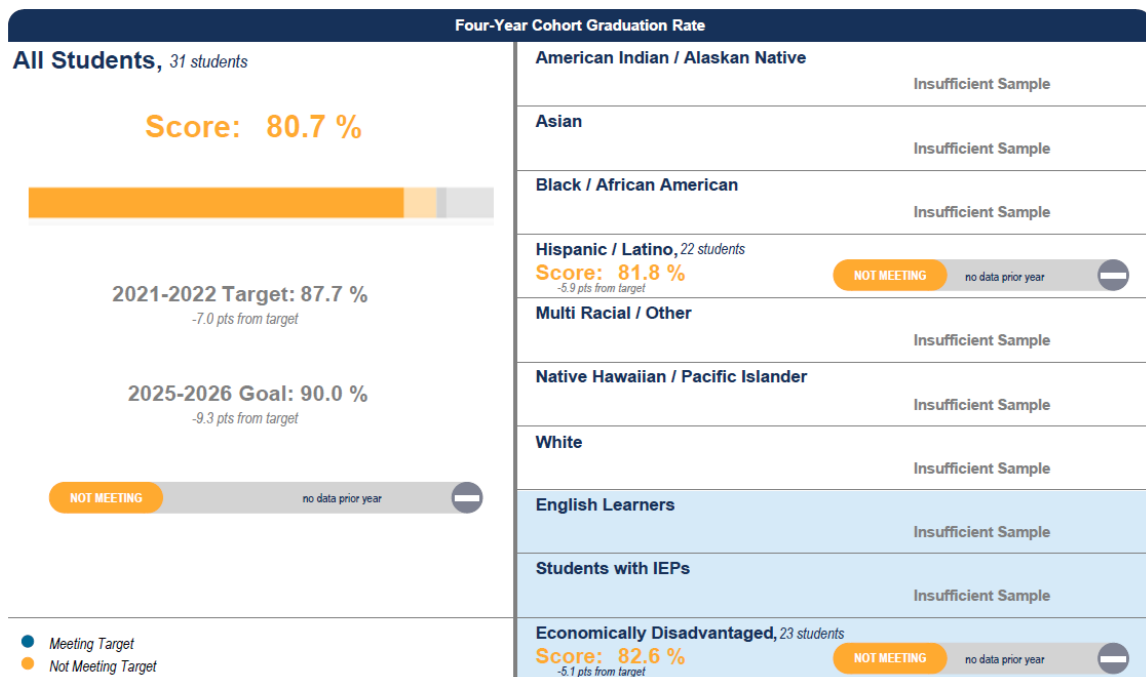 Four-Year Cohort Graduation Rate
All Students, 31 students
Score: 80.7 %
2021-2022 Target: 87.7 %
-7.0 pts from target
2025-2026 Goal: 90.0 %
-9.3 pts from target
NOT MEETING no data prior year
Meeting Target
Not Meeting Target
American Indian / Alaskan Native
Insufficient Sample
Asian
Insufficient Sample
Black / African American
Insufficient Sample
Hispanic / Latino, 22 students
Score: 81.8 %
-5.9 pts from target
NOT MEETING no data prior year
Multi Racial / Other
Insufficient Sample
Native Hawaiian / Pacific Islander
Insufficient Sample
White
Insufficient Sample
English Learners
Insufficient Sample
Students with IEPs
Insufficient Sample
Economically Disadvantaged, 23 students
Score: 82.6 %
-5.1 pts from target
NOT MEETING no data prior year